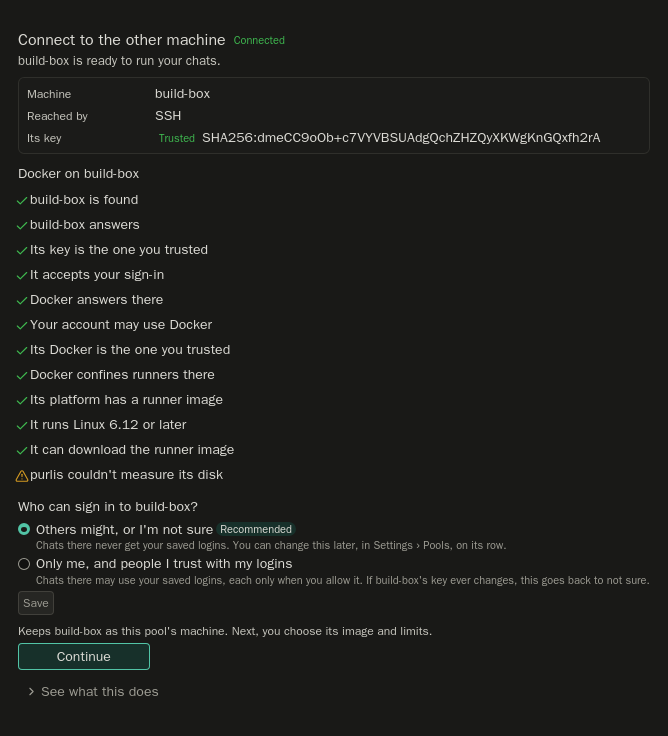 Connect to the other machine Connected
build-box is ready to run your chats.
Machine build-box
Reached by SSH
Its key Trusted SHA256:dmeCC9oOb+c7VYVBSUAdgQchZHZQyXKWgKnGQxfh2rA
Docker on build-box
build-box is found
build-box answers
Its key is the one you trusted
It accepts your sign-in
Docker answers there
Your account may use Docker
Its Docker is the one you trusted
Docker confines runners there
Its platform has a runner image
It runs Linux 6.12 or later
It can download the runner image
purlis couldn't measure its disk
Who can sign in to build-box?
Others might, or I'm not sure Recommended
Chats there never get your saved logins. You can change this later, in Settings › Pools, on its row.
Only me, and people I trust with my logins
Chats there may use your saved logins, each only when you allow it. If build-box's key ever changes, this goes back to not sure.
Save
Keeps build-box as this pool's machine. Next, you choose its image and limits.
Continue
See what this does